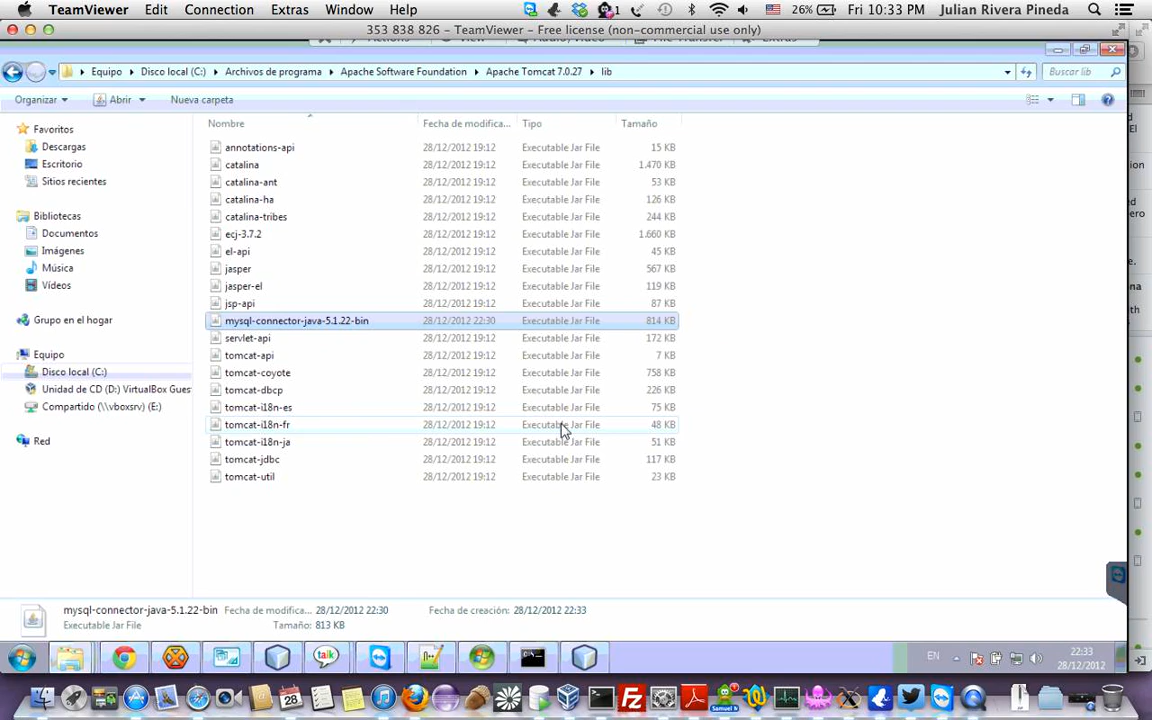 TeamViewer Edit Connection Extras Window Help 1 26% Fri 10:33 PM Julian Rivera Pineda
353 838 826 – TeamViewer – Free license (non-commercial use only)
Equipo Disco local (C:) Archivos de programa Apache Software Foundation Apache Tomcat 7.0.27 lib Buscar lib
Organizar Abrir Nueva carpeta
Nombre Fecha de modifica... Tipo Tamaño
Favoritos
Descargas
Escritorio
Sitios recientes
Bibliotecas
Documentos
Imágenes
Música
Vídeos
Grupo en el hogar
Equipo
Disco local (C:)
Unidad de CD (D:) VirtualBox Gues
Compartido (\\vboxsrv) (E:)
Red
annotations-api 28/12/2012 19:12 Executable Jar File 15 KB
catalina 28/12/2012 19:12 Executable Jar File 1.470 KB
catalina-ant 28/12/2012 19:12 Executable Jar File 53 KB
catalina-ha 28/12/2012 19:12 Executable Jar File 126 KB
catalina-tribes 28/12/2012 19:12 Executable Jar File 244 KB
ecj-3.7.2 28/12/2012 19:12 Executable Jar File 1.660 KB
el-api 28/12/2012 19:12 Executable Jar File 45 KB
jasper 28/12/2012 19:12 Executable Jar File 567 KB
jasper-el 28/12/2012 19:12 Executable Jar File 119 KB
jsp-api 28/12/2012 19:12 Executable Jar File 87 KB
mysql-connector-java-5.1.22-bin 28/12/2012 22:30 Executable Jar File 814 KB
servlet-api 28/12/2012 19:12 Executable Jar File 172 KB
tomcat-api 28/12/2012 19:12 Executable Jar File 7 KB
tomcat-coyote 28/12/2012 19:12 Executable Jar File 758 KB
tomcat-dbcp 28/12/2012 19:12 Executable Jar File 226 KB
tomcat-i18n-es 28/12/2012 19:12 Executable Jar File 75 KB
tomcat-i18n-fr 28/12/2012 19:12 Executable Jar File 48 KB
tomcat-i18n-ja 28/12/2012 19:12 Executable Jar File 51 KB
tomcat-jdbc 28/12/2012 19:12 Executable Jar File 117 KB
tomcat-util 28/12/2012 19:12 Executable Jar File 23 KB
mysql-connector-java-5.1.22-bin Fecha de modifica... 28/12/2012 22:30 Fecha de creación: 28/12/2012 22:33
Executable Jar File Tamaño: 813 KB
talk EN 22:33
28/12/2012